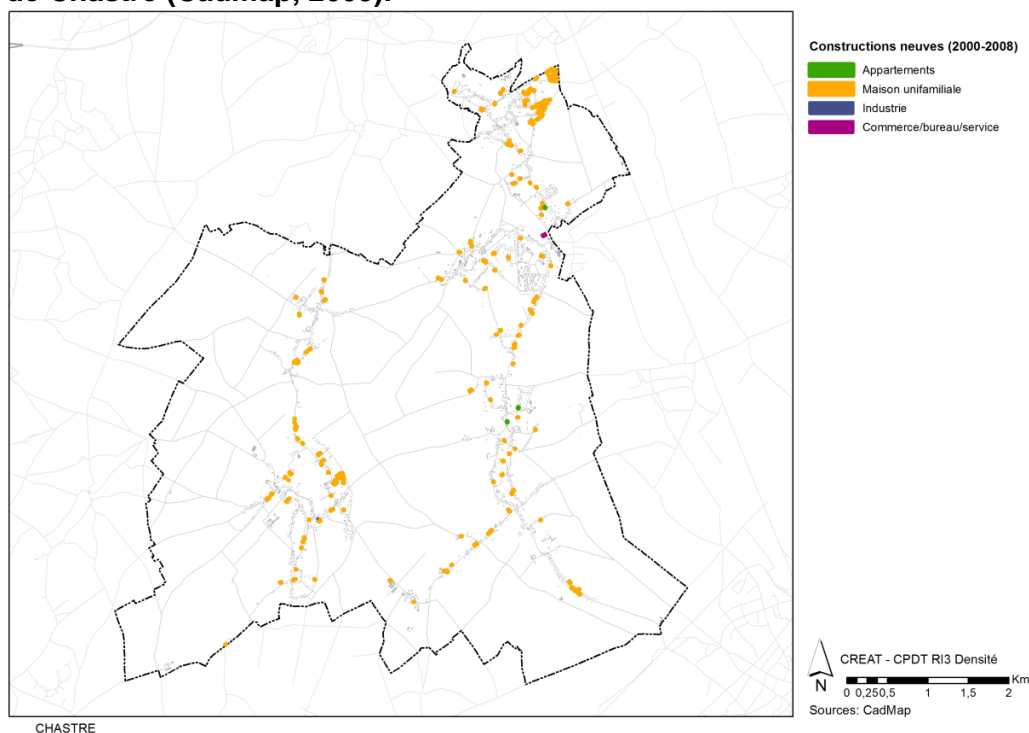 de Chastre (CadMap, 2008).
Constructions neuves (2000-2008)
Appartements
Maison unifamiliale
Industrie
Commerce/bureau/service
CREAT - CPDT RI3 Densité
N
Km
0 0,250,5 1 1,5 2
Sources: CadMap
CHASTRE